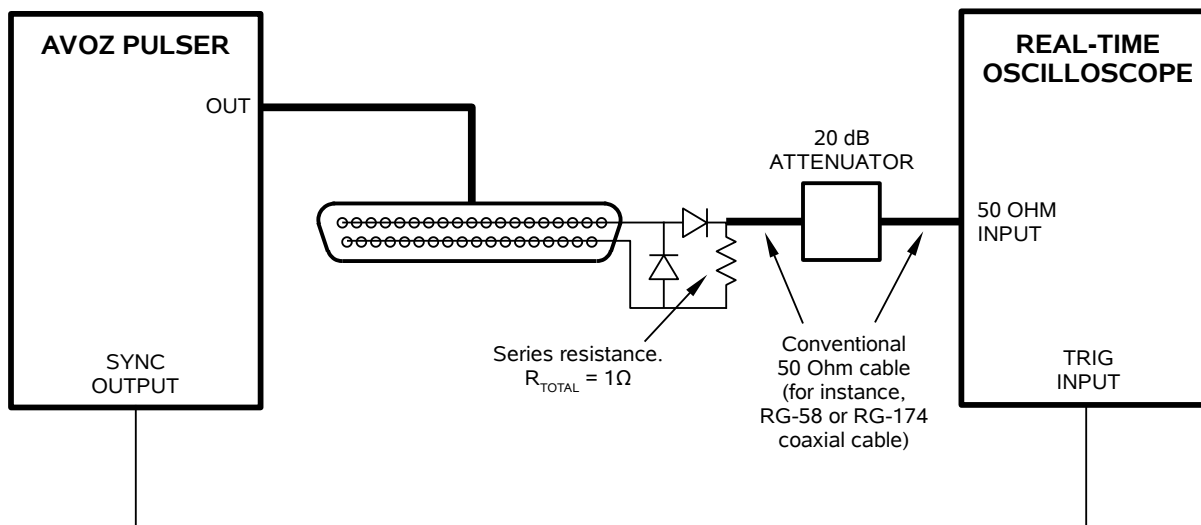 AVOZ PULSER
OUT
SYNC
OUTPUT
Series resistance.
R_TOTAL = 1Ω
20 dB
ATTENUATOR
Conventional
50 Ohm cable
(for instance,
RG-58 or RG-174
coaxial cable)
REAL-TIME
OSCILLOSCOPE
50 OHM
INPUT
TRIG
INPUT